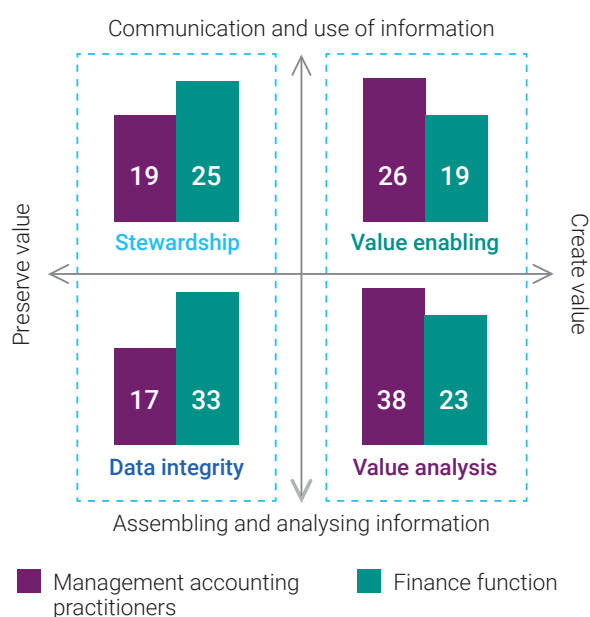 Communication and use of information
19 25
26 19
Stewardship
Value enabling
Preserve value
Create value
17 33
38 23
Data integrity
Value analysis
Assembling and analysing information
Management accounting
practitioners
Finance function